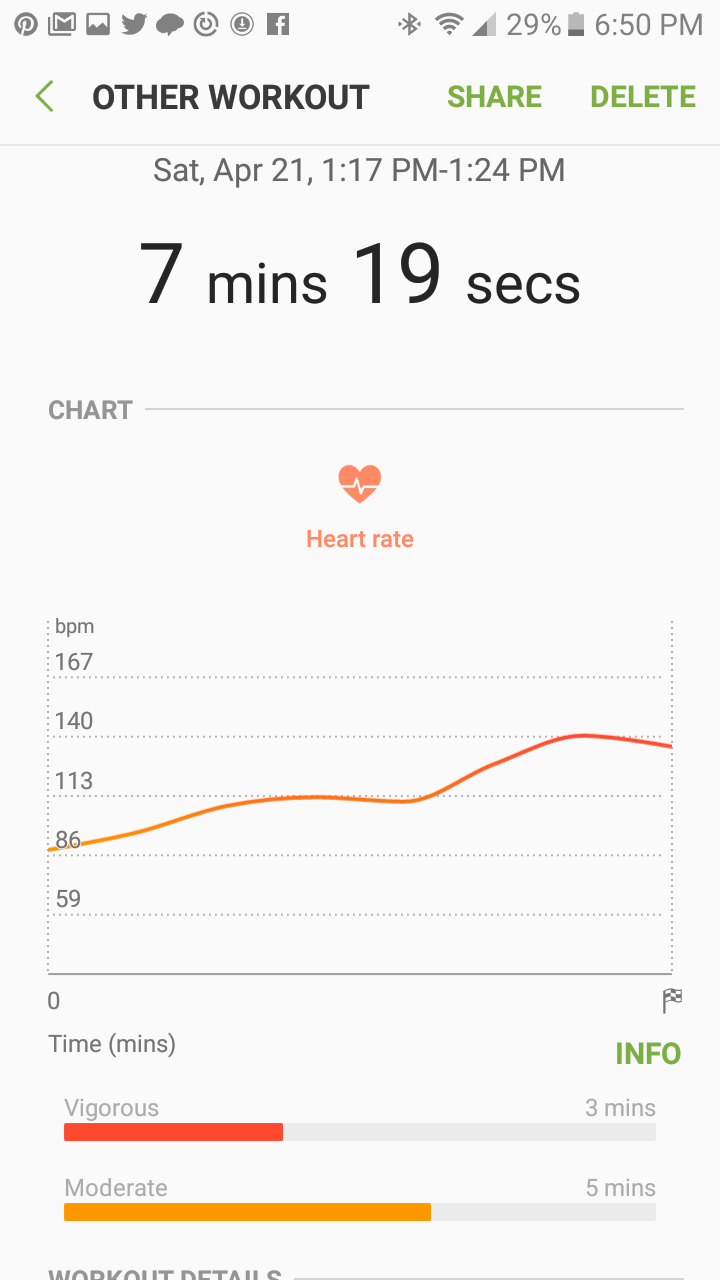 29% 6:50 PM
OTHER WORKOUT SHARE DELETE
Sat, Apr 21, 1:17 PM-1:24 PM
7 mins 19 secs
CHART
Heart rate
bpm
167
140
113
86
59
0
Time (mins)
INFO
Vigorous 3 mins
Moderate 5 mins
WORKOUT DETAILS